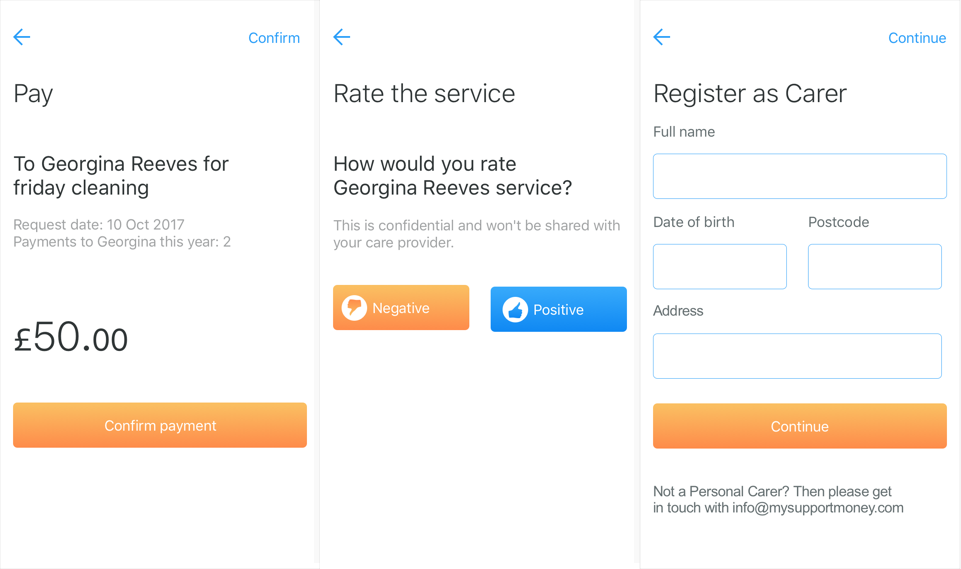 Confirm
Pay
To Georgina Reeves for
friday cleaning
Request date: 10 Oct 2017
Payments to Georgina this year: 2
£50.00
Confirm payment
Rate the service
How would you rate
Georgina Reeves service?
This is confidential and won't be shared with
your care provider.
Negative
Positive
Continue
Register as Carer
Full name
Date of birth
Postcode
Address
Continue
Not a Personal Carer? Then please get
in touch with info@mysupportmoney.com